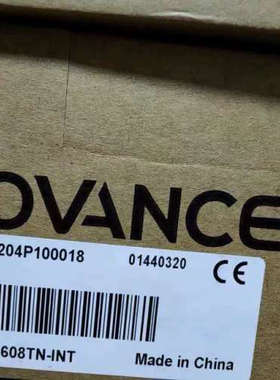 OVANCE
204P100018 01440320 CE
608TN-INT Made in China